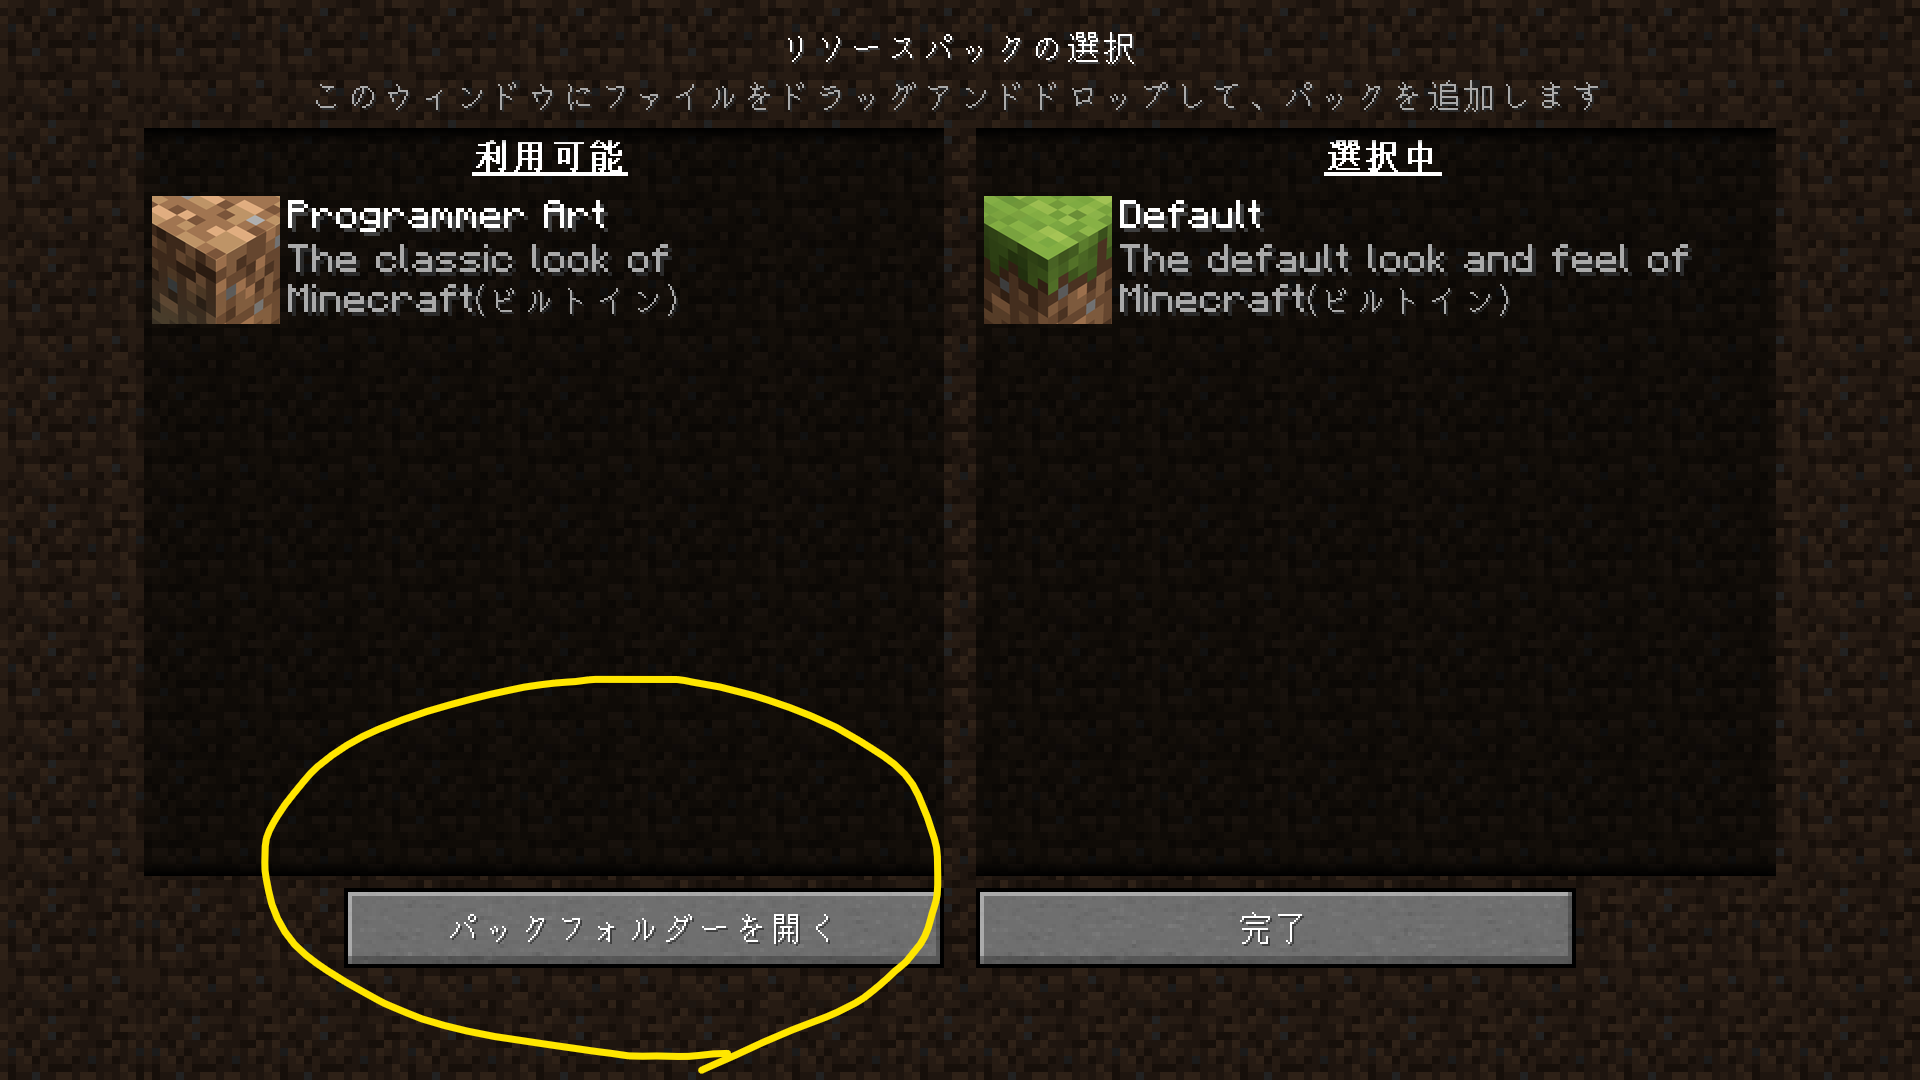 リソースパックの選択
このウィンドウにファイルをドラッグアンドドロップして、パックを追加します
利用可能
Programmer Art
The classic look of
Minecraft(ビルトイン)
選択中
Default
The default look and feel of
Minecraft(ビルトイン)
パックフォルダーを開く
完了